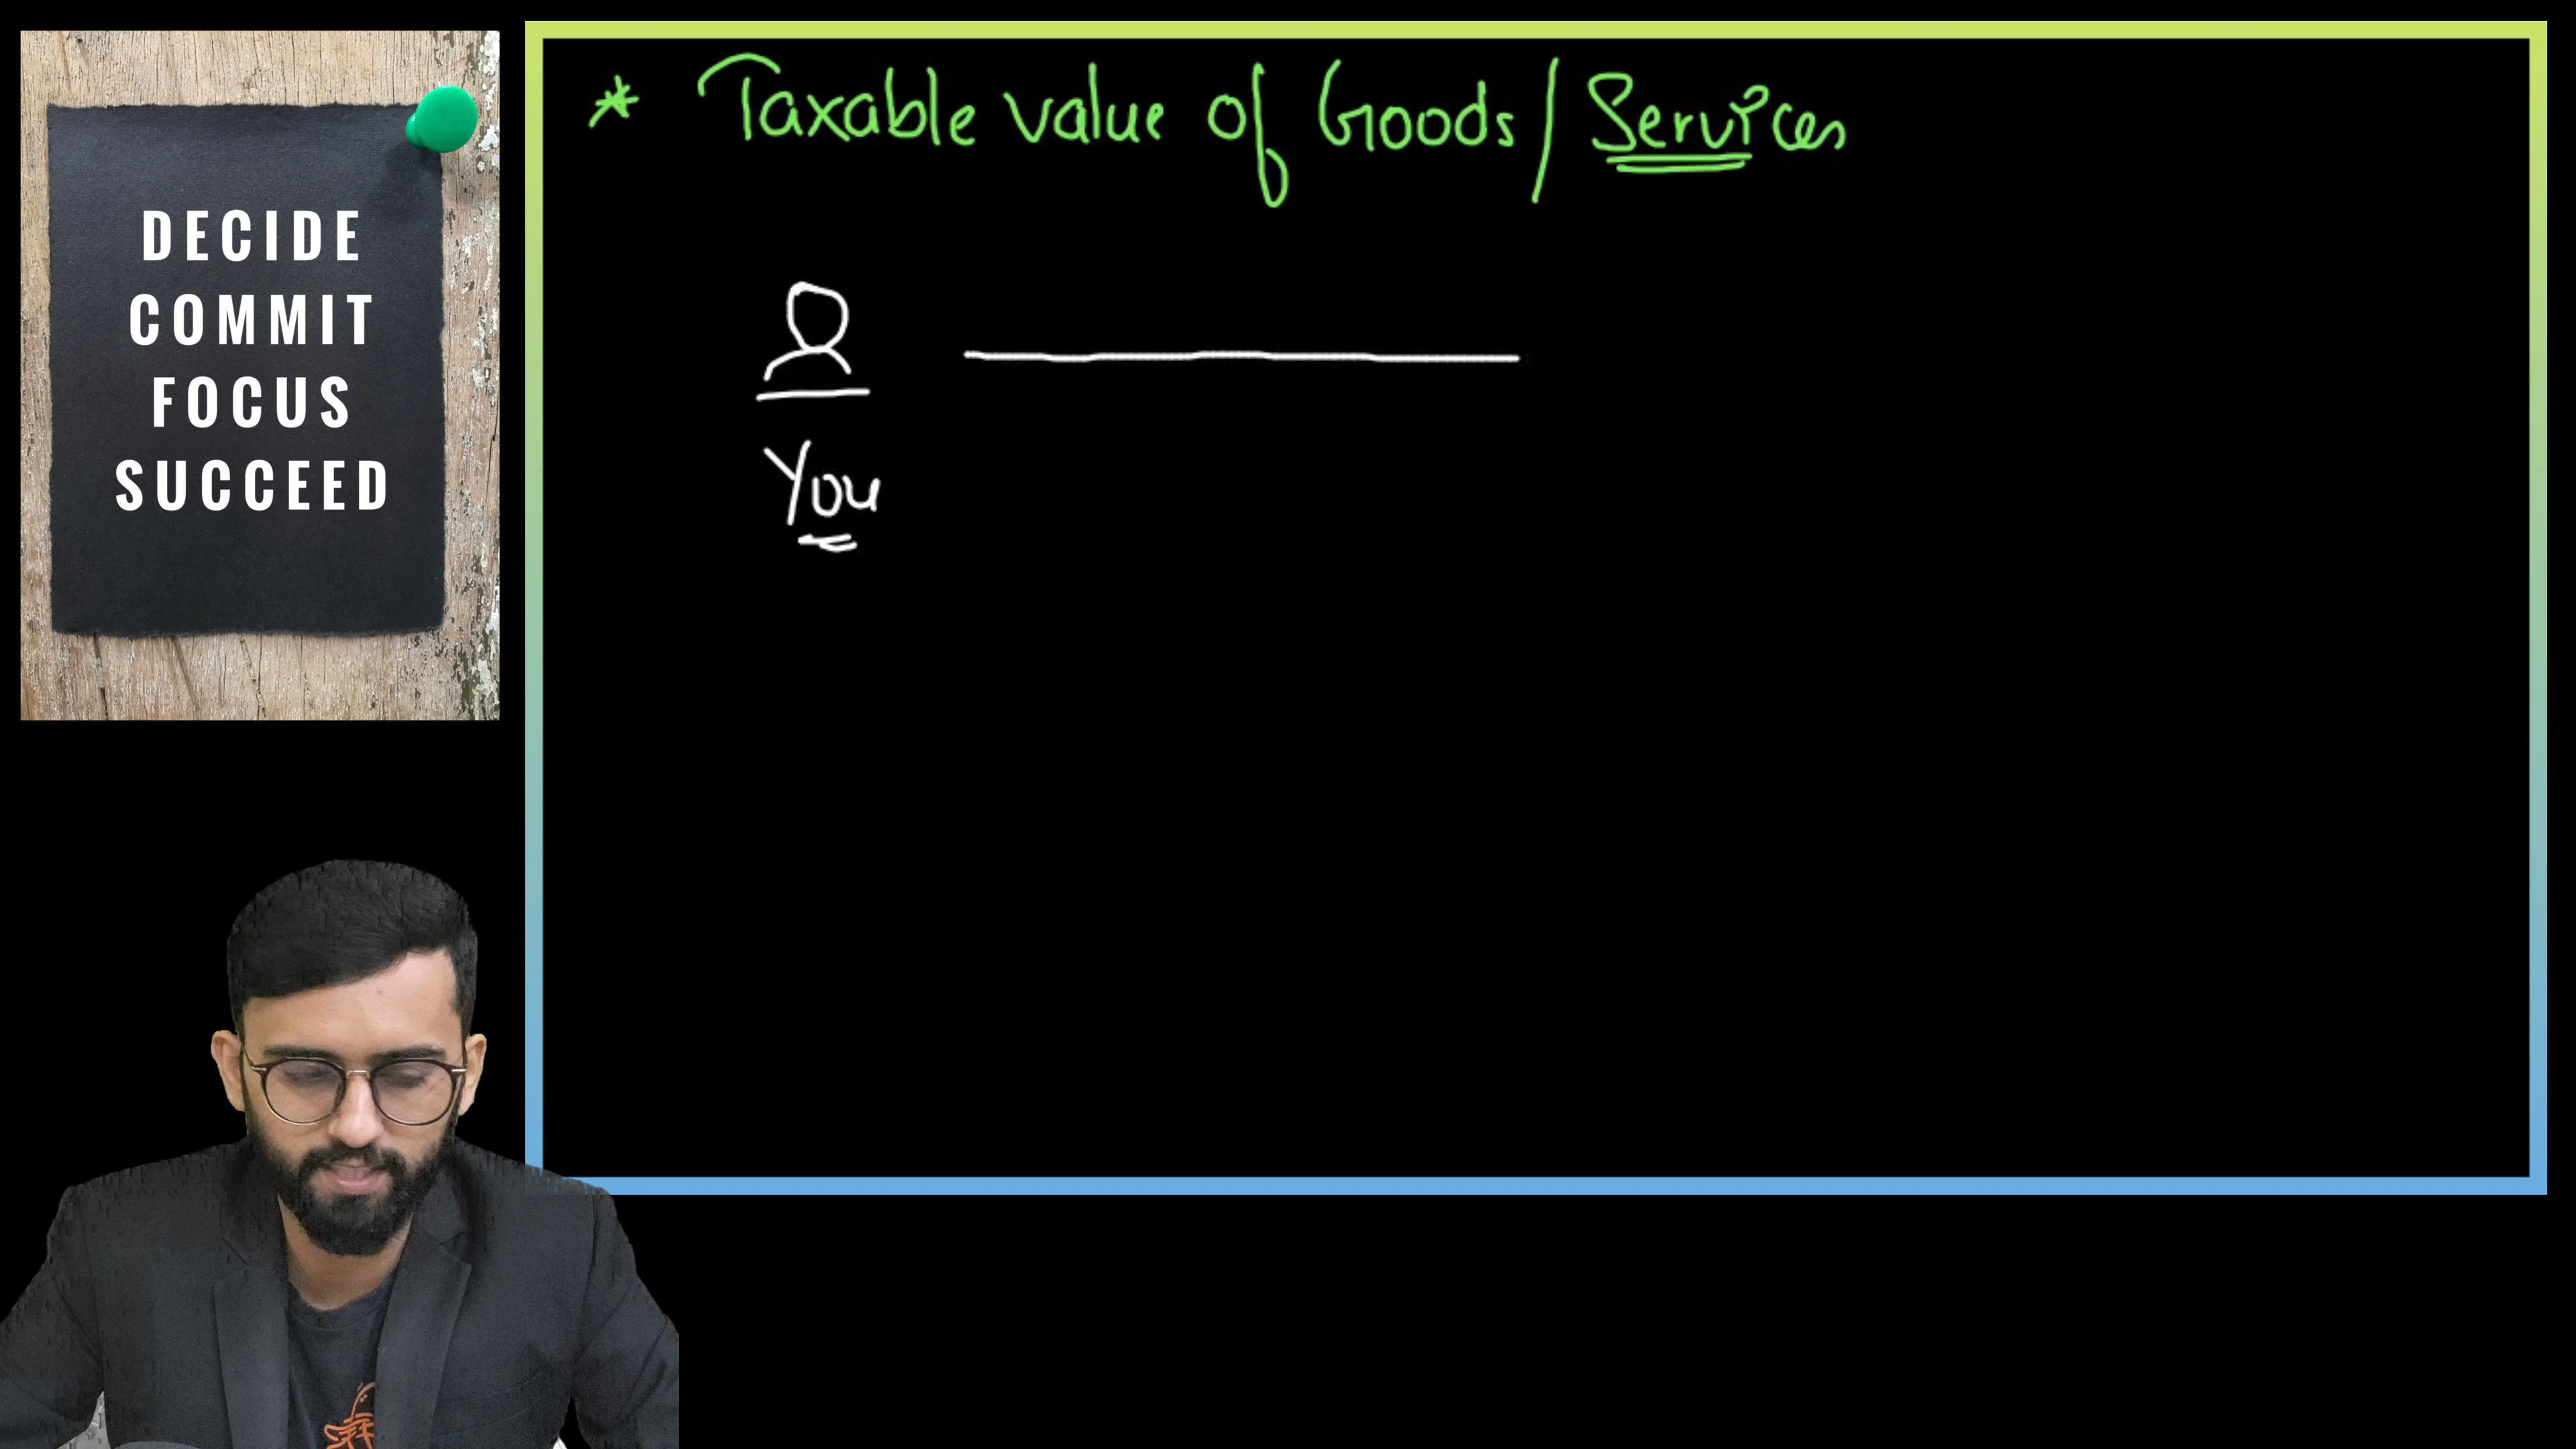 DECIDE
COMMIT
FOCUS
SUCCEED
* Taxable value of Goods/Services
You